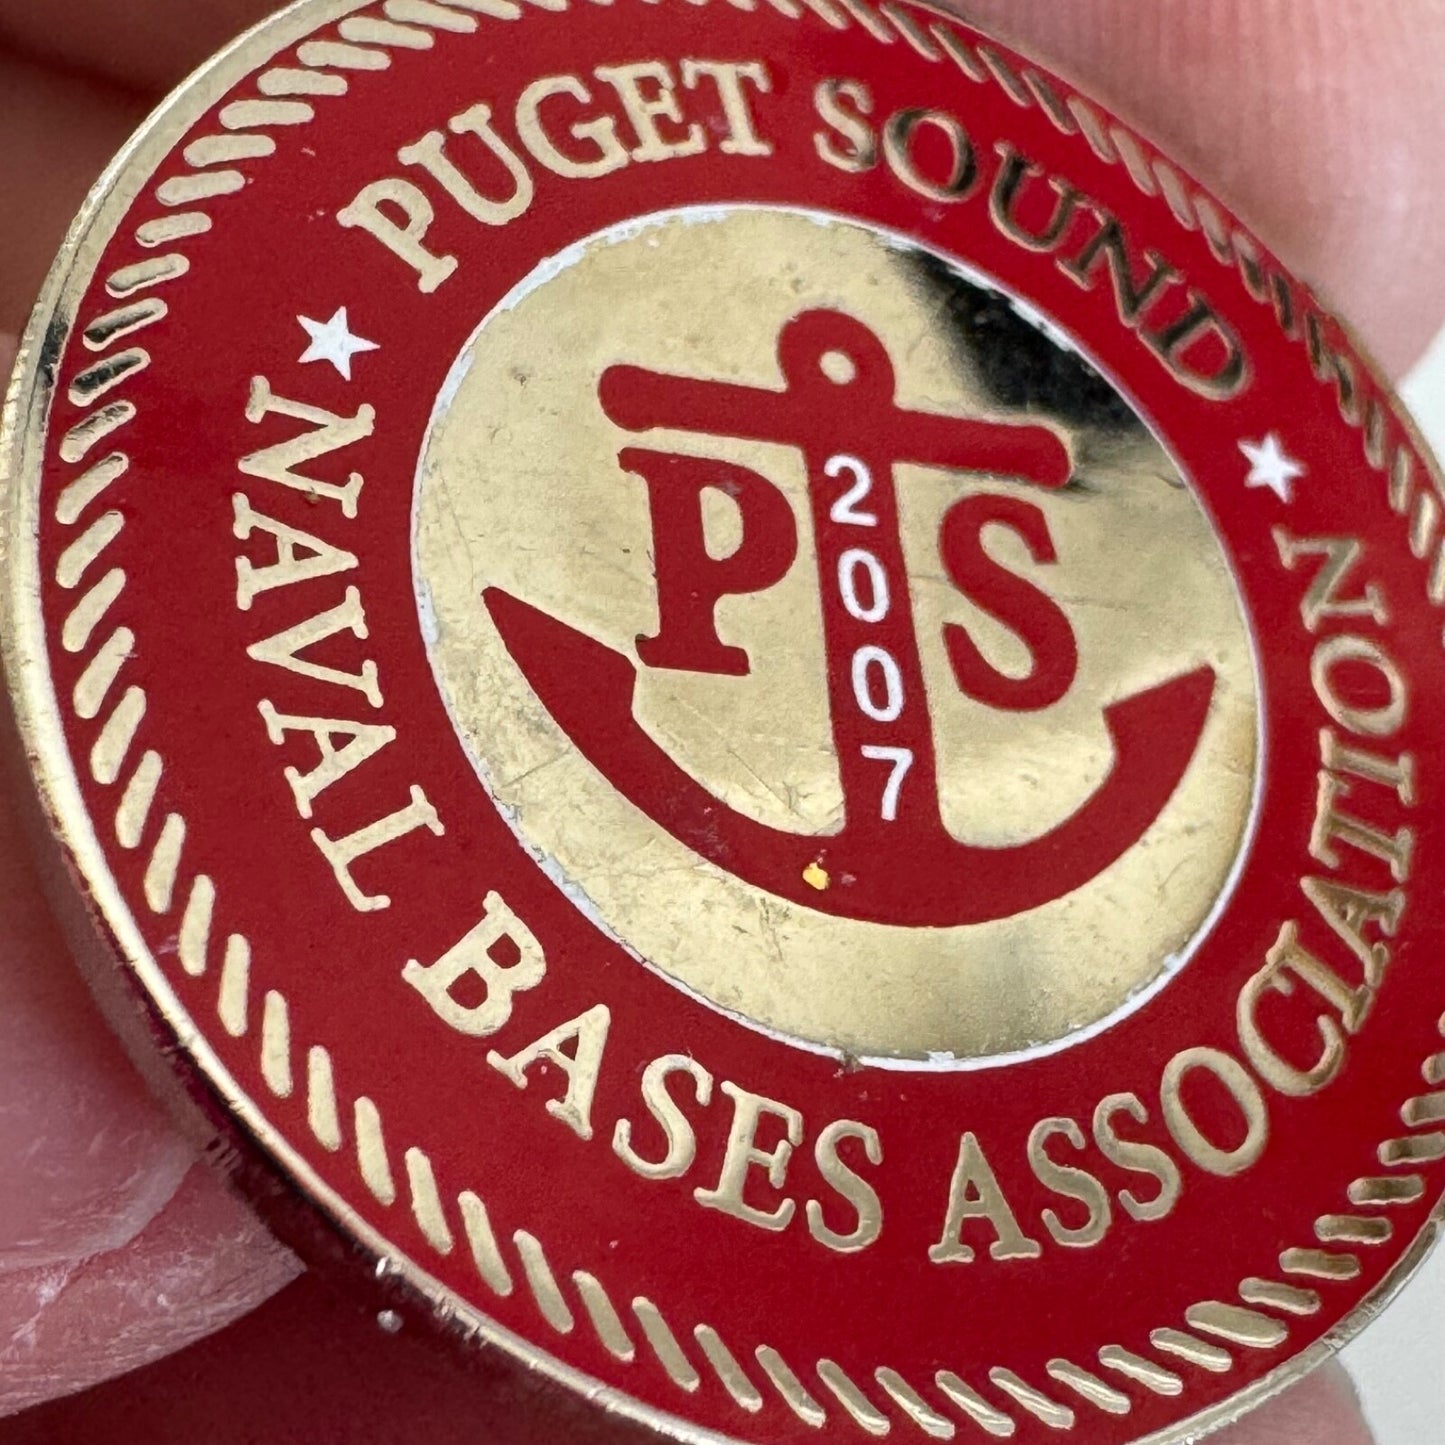 PUGET SOUND
P 2007 S
NAVAL BASES ASSOCIATION